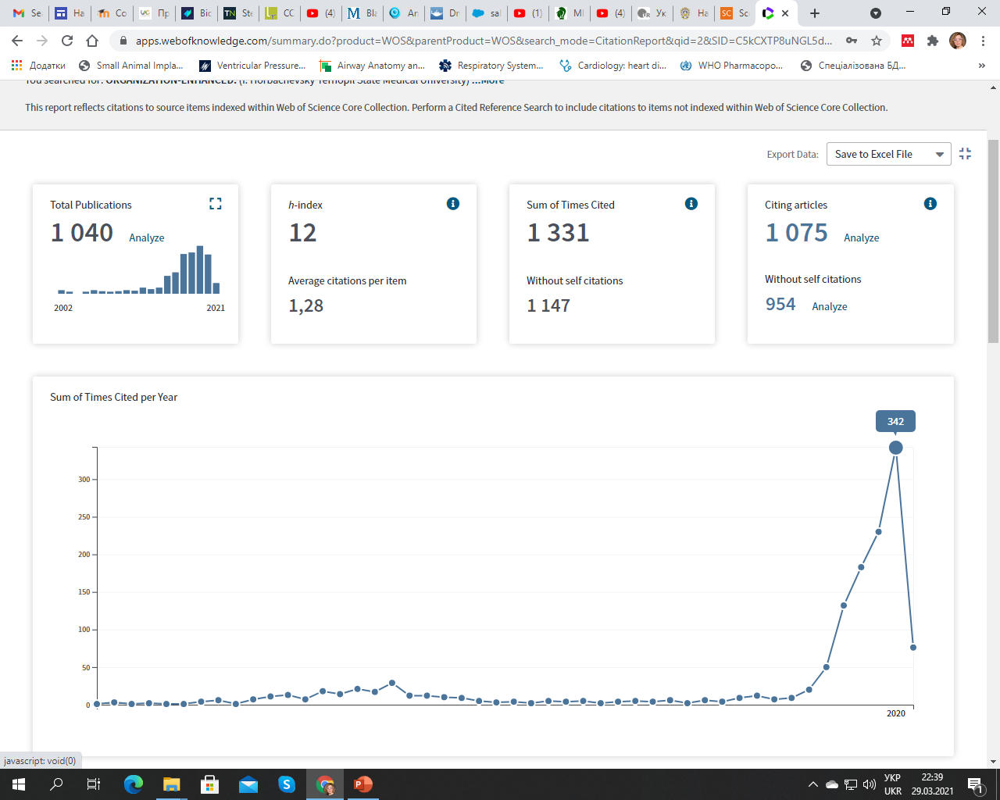 Se
Ha
Co
Пр
Bio
Ste
CC
(4)
Bla
An
Dr
sal
(1)
MI
(4)
Ук
На
Sc
apps.webofknowledge.com/summary.do?product=WOS&parentProduct=WOS&search_mode=CitationReport&qid=2&SID=C5kCXTP8uNGL5d...
Додатки
Small Animal Impla...
Ventricular Pressure...
Airway Anatomy an...
Respiratory System...
Cardiology: heart di...
WHO Pharmacopo...
Спеціалізована БД...
»
You searched for: ORGANIZATION-ENHANCED: (I. Horbachevsky Ternopil State Medical University) ...More
This report reflects citations to source items indexed within Web of Science Core Collection. Perform a Cited Reference Search to include citations to items not indexed within Web of Science Core Collection.
Export Data:
Save to Excel File
Total Publications
1 040 Analyze
2002 2021
h-index
12
Average citations per item
1,28
Sum of Times Cited
1 331
Without self citations
1 147
Citing articles
1 075 Analyze
Without self citations
954 Analyze
Sum of Times Cited per Year
342
300
250
200
150
100
50
0
2020
javascript: void(0)
УКР
UKR
22:39
29.03.2021
1